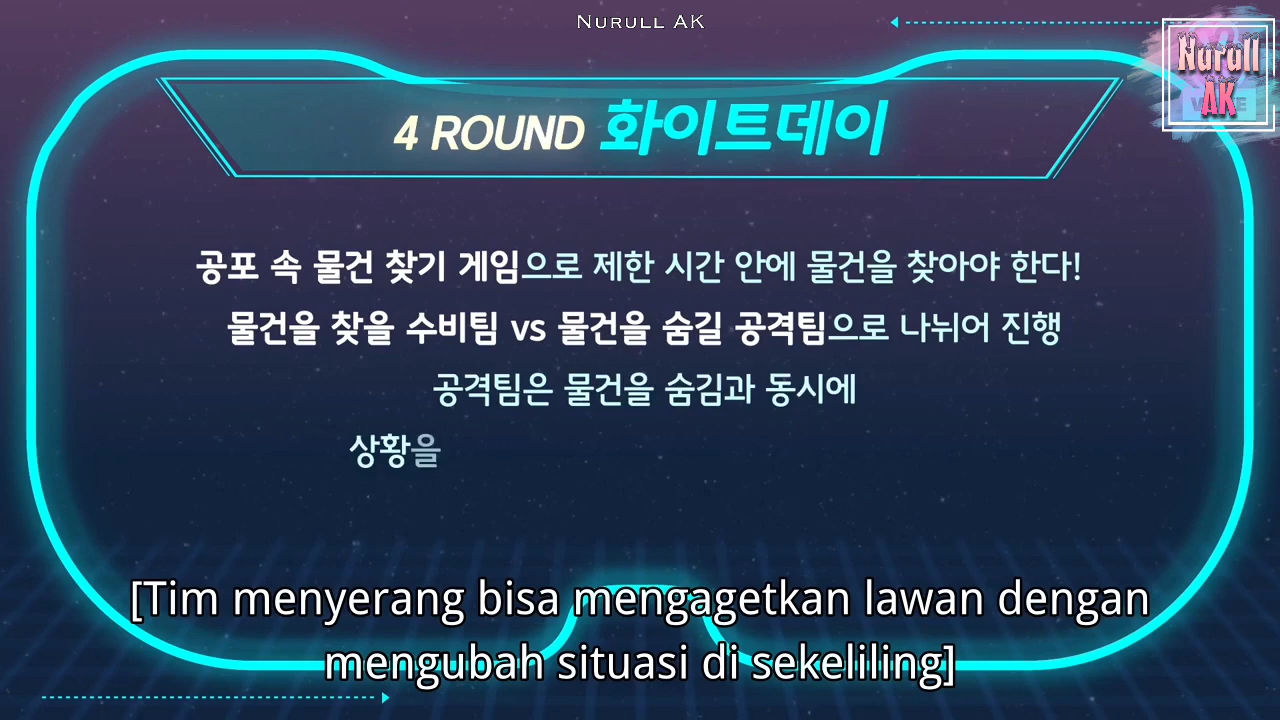 Nurull AK
Nurull
AK
4 ROUND 화이트데이
공포 속 물건 찾기 게임으로 제한 시간 안에 물건을 찾아야 한다!
물건을 찾을 수비팀 vs 물건을 숨길 공격팀으로 나뉘어 진행
공격팀은 물건을 숨김과 동시에
상황을
[Tim menyerang bisa mengagetkan lawan dengan
mengubah situasi di sekeliling]